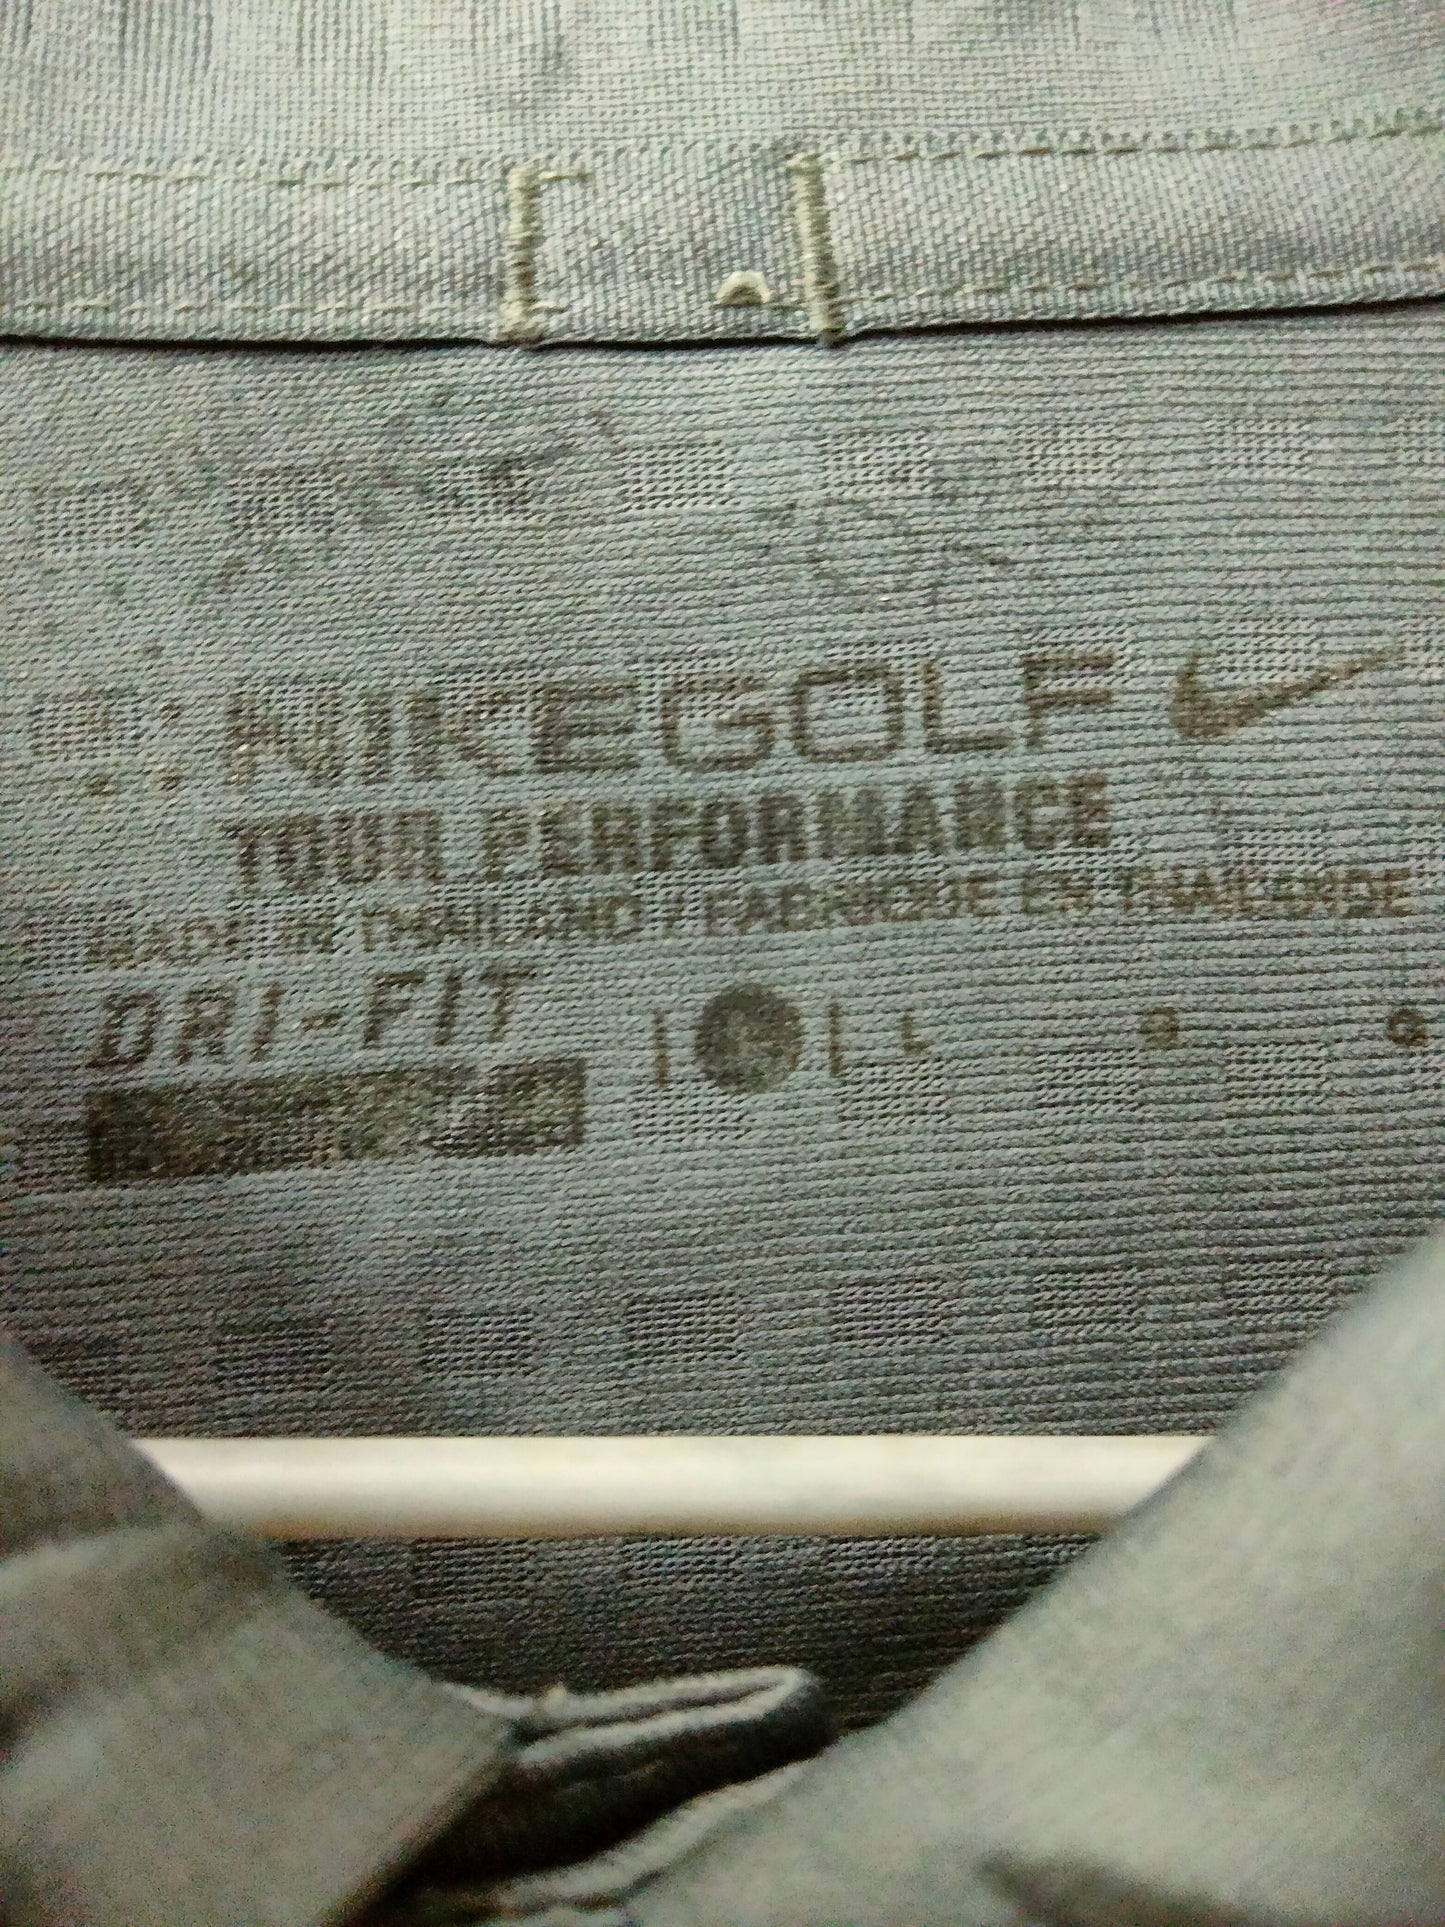 NIKEGOLF
TOUR PERFORMANCE
MADE IN THAILAND / FABRIQUE EN THAILANDE
DRI-FIT
L G G